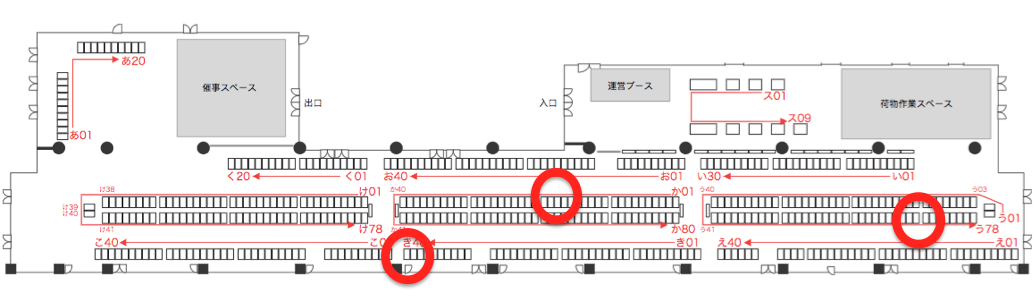 あ20
催事スペース
出口
入口
運営ブース
ス01
荷物作業スペース
ス09
あ01
く20
く01
お40
お01
い30
い01
け38
け01
か40
か01
う40
う03
け39
け40
う01
け41
け78
か80
う41
う78
こ40
き01
え40
え01